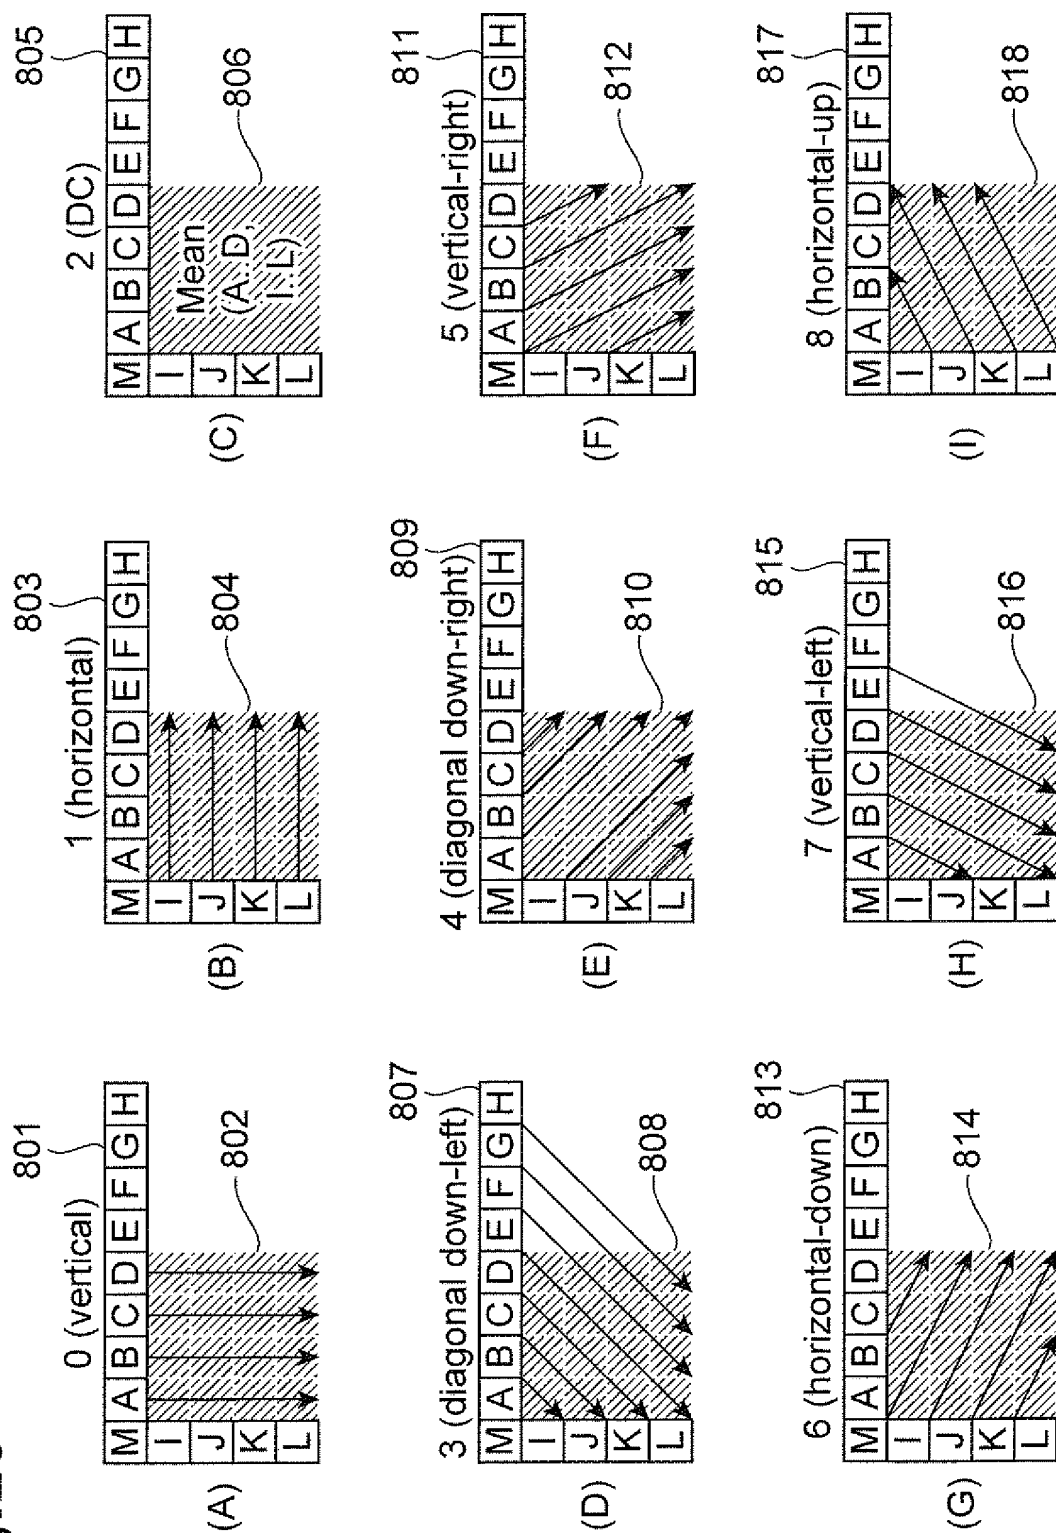 801
0 (vertical)
M A B C D E F G H
I
J
K
L
802
(A)
803
1 (horizontal)
M A B C D E F G H
I
J
K
L
804
(B)
805
2 (DC)
M A B C D E F G H
I
J
K
L
Mean
(A..D,
I..L)
806
(C)
807
3 (diagonal down-left)
M A B C D E F G H
I
J
K
L
808
(D)
809
4 (diagonal down-right)
M A B C D E F G H
I
J
K
L
810
(E)
811
5 (vertical-right)
M A B C D E F G H
I
J
K
L
812
(F)
813
6 (horizontal-down)
M A B C D E F G H
I
J
K
L
814
(G)
815
7 (vertical-left)
M A B C D E F G H
I
J
K
L
816
(H)
817
8 (horizontal-up)
M A B C D E F G H
I
J
K
L
818
(I)